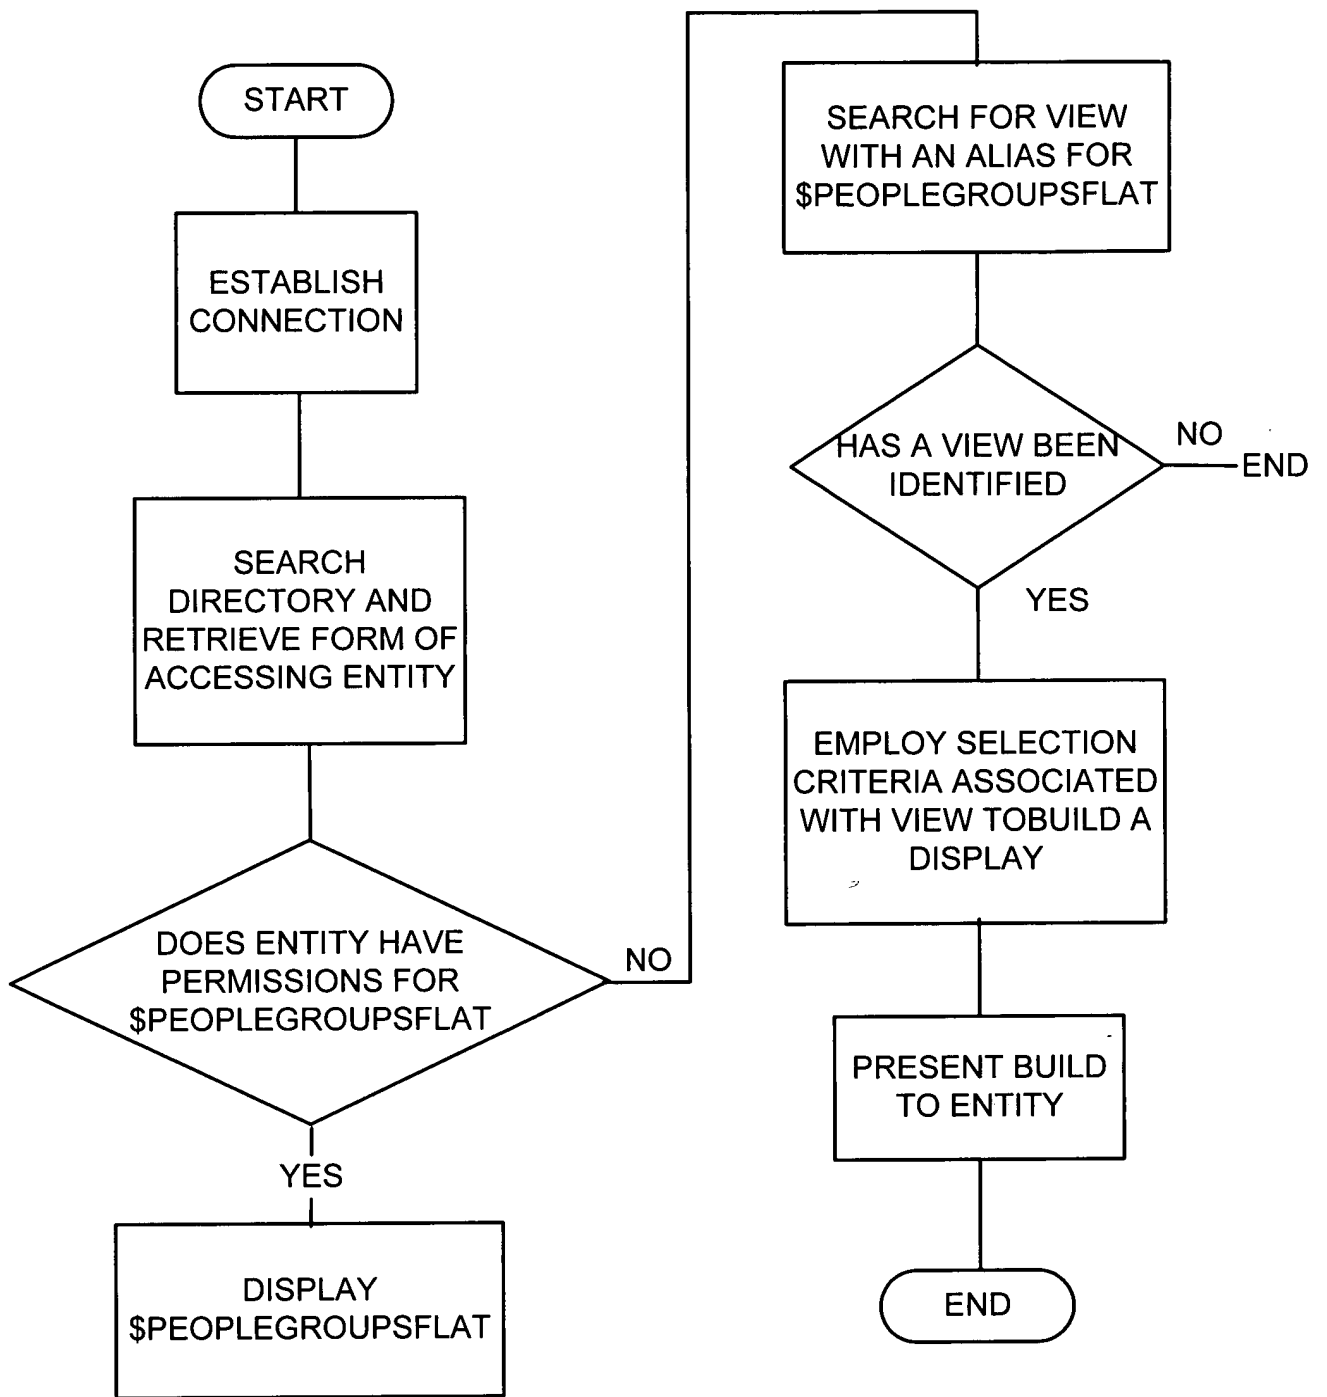 START
ESTABLISH
CONNECTION
SEARCH
DIRECTORY AND
RETRIEVE FORM OF
ACCESSING ENTITY
DOES ENTITY HAVE
PERMISSIONS FOR
$PEOPLEGROUPSFLAT
NO
YES
DISPLAY
$PEOPLEGROUPSFLAT
SEARCH FOR VIEW
WITH AN ALIAS FOR
$PEOPLEGROUPSFLAT
HAS A VIEW BEEN
IDENTIFIED
NO
END
YES
EMPLOY SELECTION
CRITERIA ASSOCIATED
WITH VIEW TOBUILD A
DISPLAY
PRESENT BUILD
TO ENTITY
END